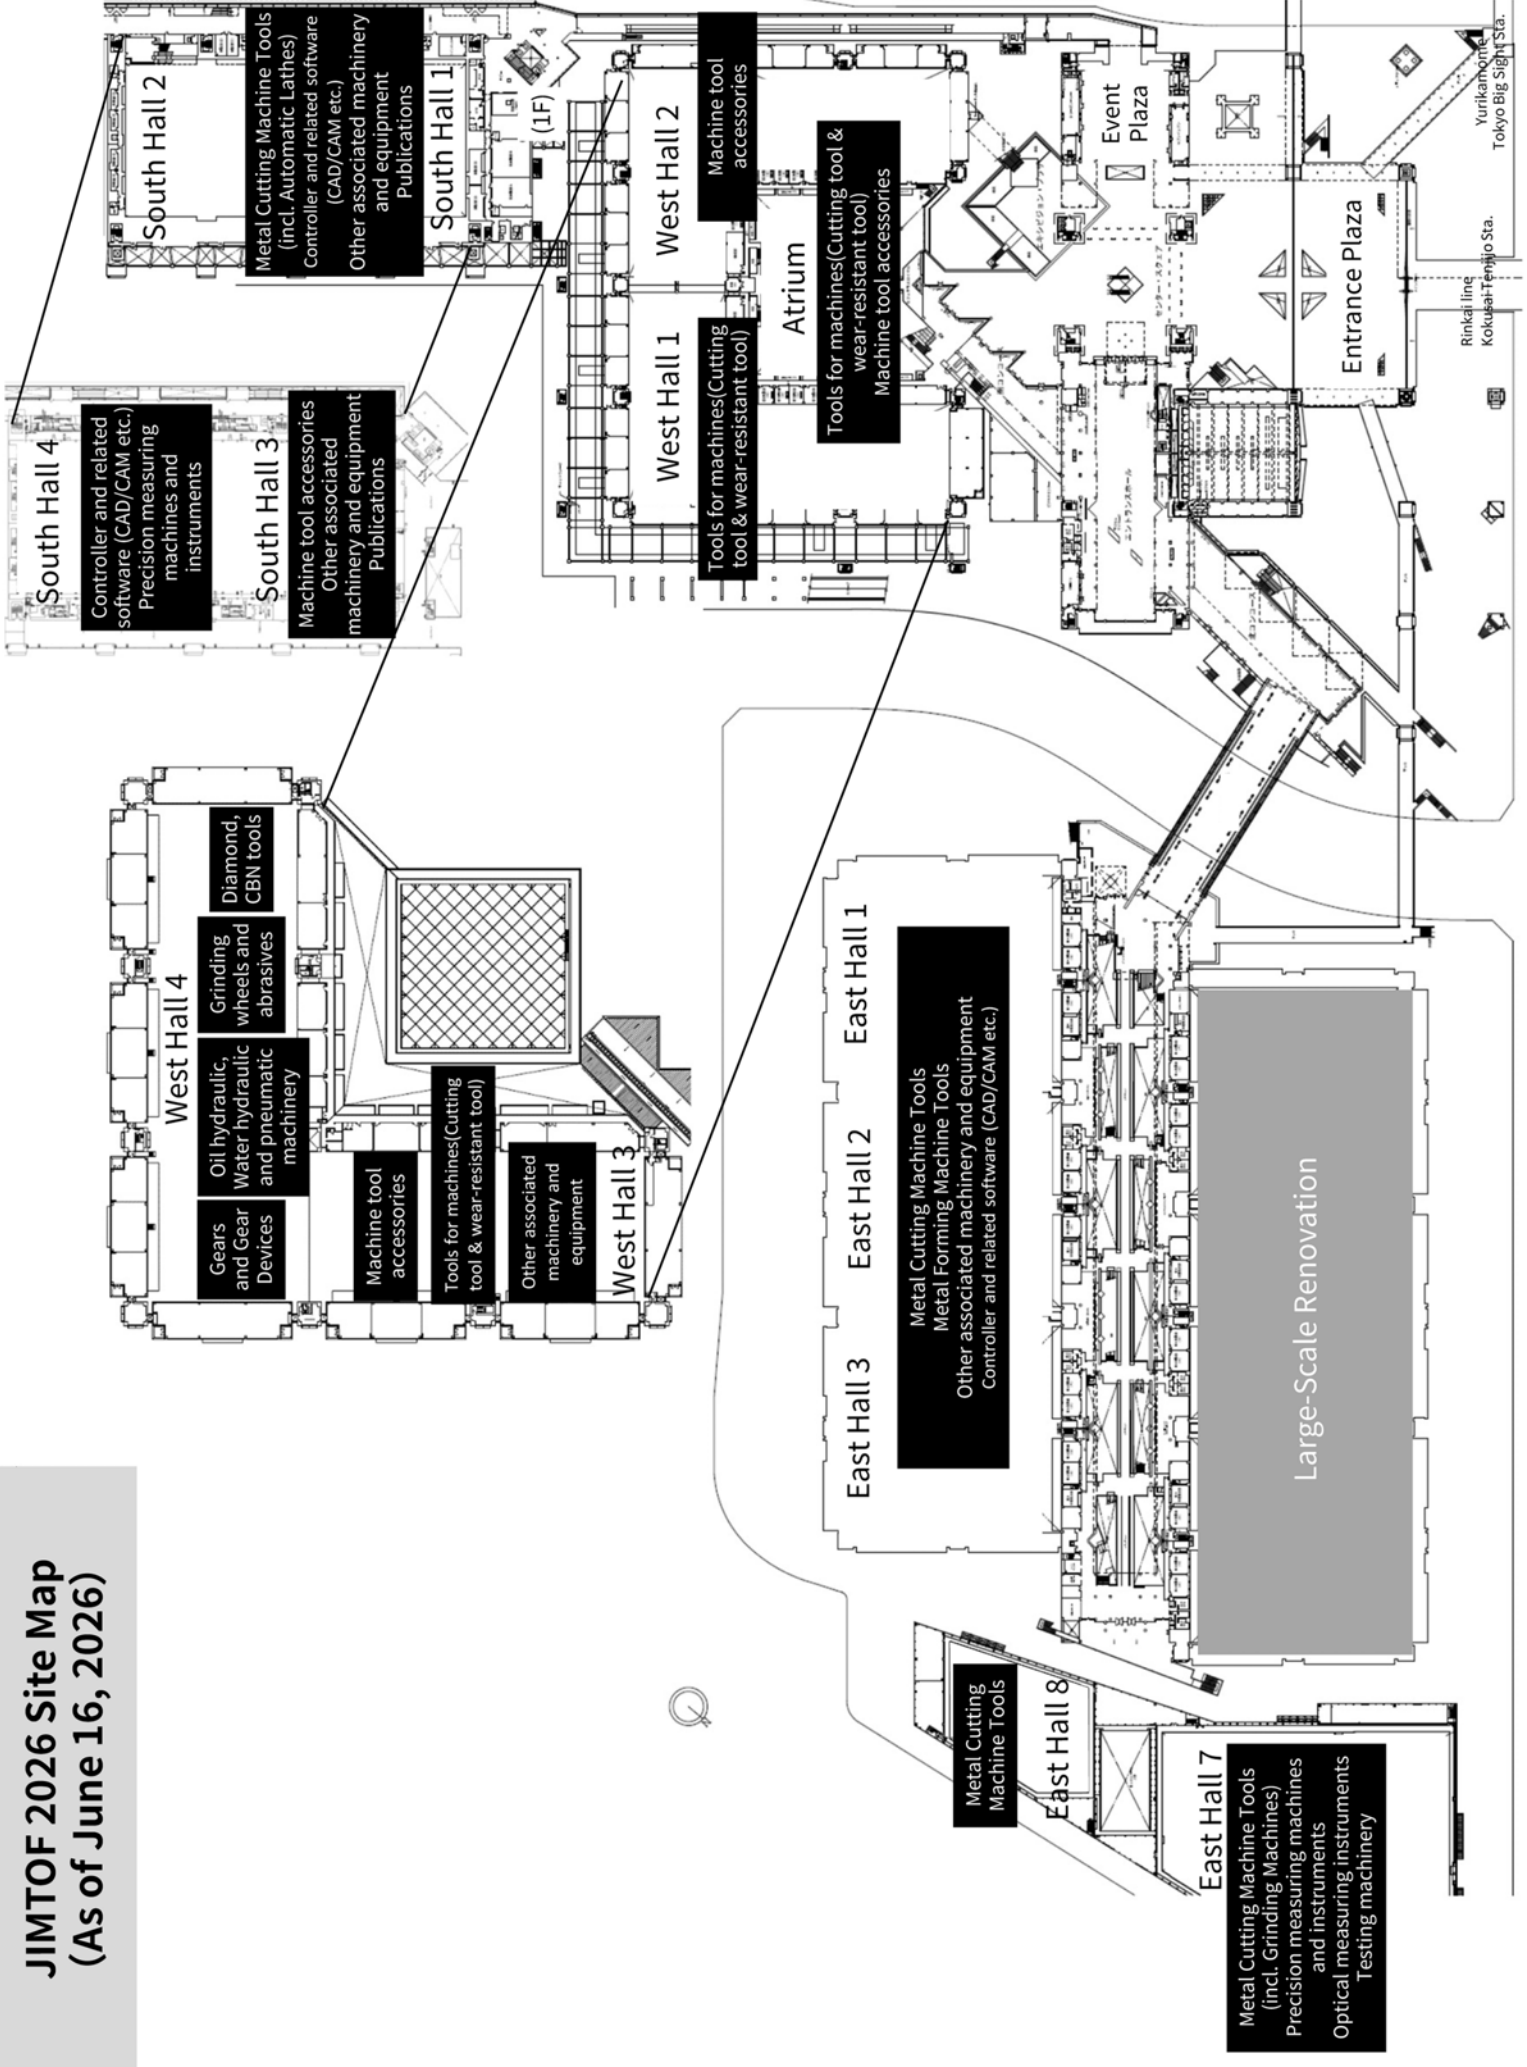 JIMTOF 2026 Site Map
(As of June 16, 2026)
South Hall 4
Controller and related
software (CAD/CAM etc.)
Precision measuring
machines and
instruments
South Hall 3
Machine tool accessories
Other associated
machinery and equipment
Publications
South Hall 2
Metal Cutting Machine Tools
(incl. Automatic Lathes)
Controller and related software
(CAD/CAM etc.)
Other associated machinery
and equipment
Publications
South Hall 1
(1F)
West Hall 4
Gears
and Gear
Devices
Oil hydraulic,
Water hydraulic
and pneumatic
machinery
Grinding
wheels and
abrasives
Diamond,
CBN tools
Machine tool
accessories
Tools for machines(Cutting
tool & wear-resistant tool)
Other associated
machinery and
equipment
West Hall 3
West Hall 1
Tools for machines(Cutting
tool & wear-resistant tool)
West Hall 2
Machine tool
accessories
Atrium
Tools for machines(Cutting tool &
wear-resistant tool)
Machine tool accessories
Event
Plaza
エントランスホール
Entrance Plaza
Rinkai line
Kokusai-Tenjijo Sta.
Yurikamome
Tokyo Big Sight Sta.
East Hall 3
East Hall 2
East Hall 1
Metal Cutting Machine Tools
Metal Forming Machine Tools
Other associated machinery and equipment
Controller and related software (CAD/CAM etc.)
Large-Scale Renovation
Metal Cutting
Machine Tools
East Hall 8
East Hall 7
Metal Cutting Machine Tools
(incl. Grinding Machines)
Precision measuring machines
and instruments
Optical measuring instruments
Testing machinery